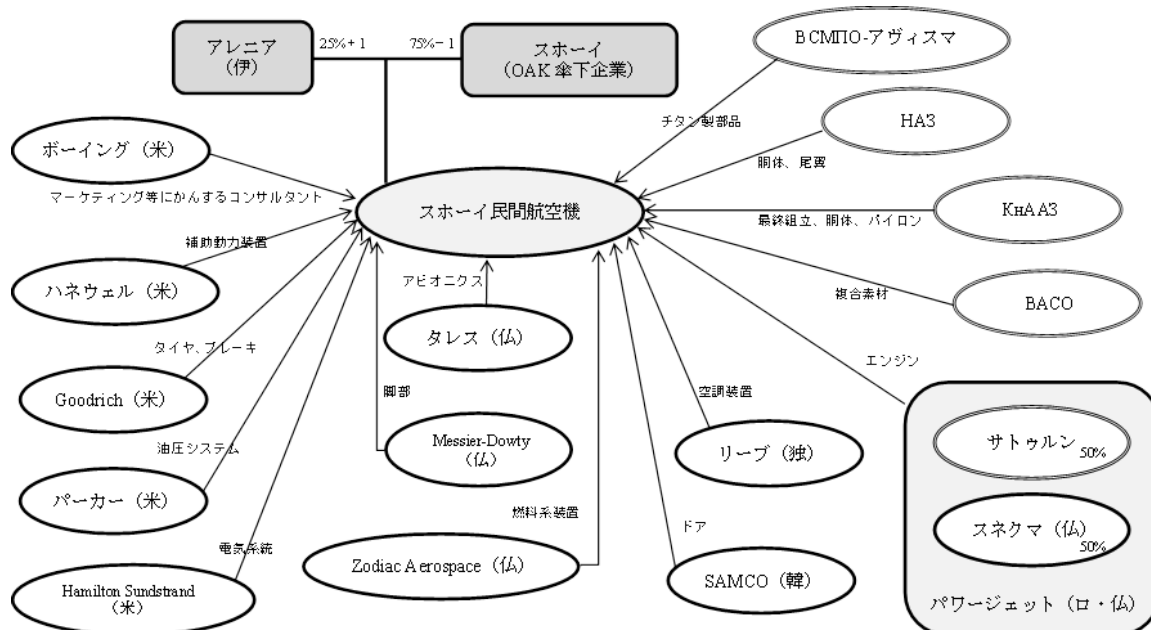 アレニア
(伊)
25%+1
75%−1
スホーイ
(OAK 傘下企業)
ВСМПО-アヴィスマ
チタン製部品
НАЗ
胴体、尾翼
ボーイング（米）
マーケティング等にかんするコンサルタント
スホーイ民間航空機
КнААЗ
最終組立、胴体、パイロン
補助動力装置
ハネウェル（米）
アビオニクス
タレス（仏）
複合素材
ВАСО
タイヤ、ブレーキ
Goodrich（米）
脚部
Messier-Dowty
(仏)
空調装置
リーブ（独）
エンジン
サトゥルン
50%
スネクマ（仏）
50%
パワージェット（ロ・仏）
油圧システム
パーカー（米）
燃料系装置
Zodiac Aerospace（仏）
ドア
SAMCO（韓）
電気系統
Hamilton Sundstrand
(米)